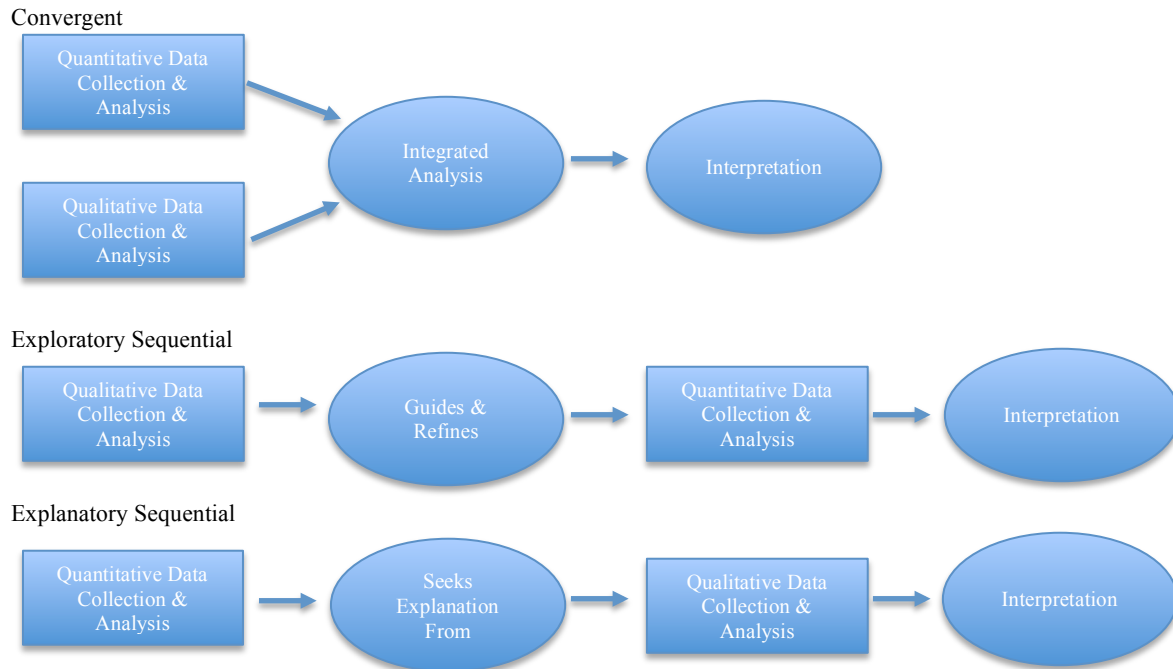 Convergent
Quantitative Data
Collection &
Analysis
Qualitative Data
Collection &
Analysis
Integrated
Analysis
Interpretation
Exploratory Sequential
Qualitative Data
Collection &
Analysis
Guides &
Refines
Quantitative Data
Collection &
Analysis
Interpretation
Explanatory Sequential
Quantitative Data
Collection &
Analysis
Seeks
Explanation
From
Qualitative Data
Collection &
Analysis
Interpretation